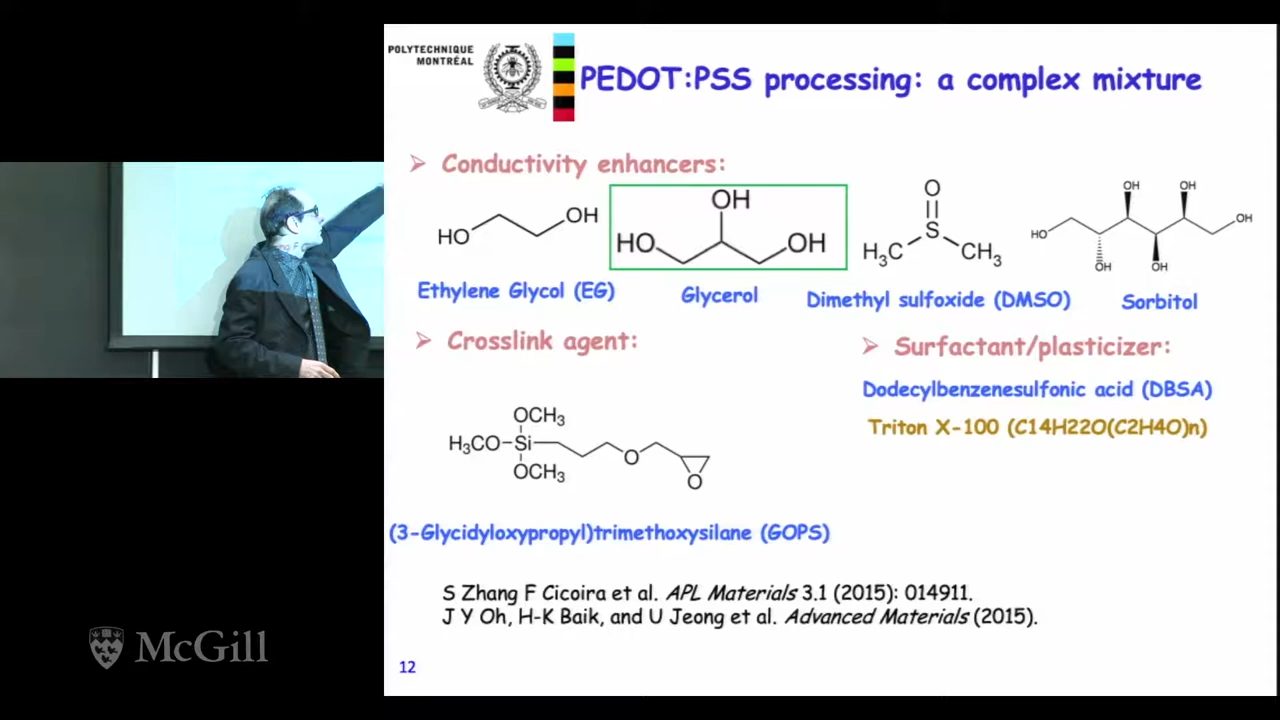 POLYTECHNIQUE
MONTRÉAL
PEDOT:PSS processing: a complex mixture
Conductivity enhancers:
HO OH
OH
HO OH
O
S
H3C CH3
OH OH
HO OH
OH OH
Ethylene Glycol (EG)
Glycerol
Dimethyl sulfoxide (DMSO)
Sorbitol
Crosslink agent:
OCH3
H3CO Si O
OCH3 O
(3-Glycidyloxypropyl)trimethoxysilane (GOPS)
Surfactant/plasticizer:
Dodecylbenzenesulfonic acid (DBSA)
Triton X-100 (C14H22O(C2H4O)n)
S Zhang F Cicoira et al. APL Materials 3.1 (2015): 014911.
J Y Oh, H-K Baik, and U Jeong et al. Advanced Materials (2015).
12
McGill